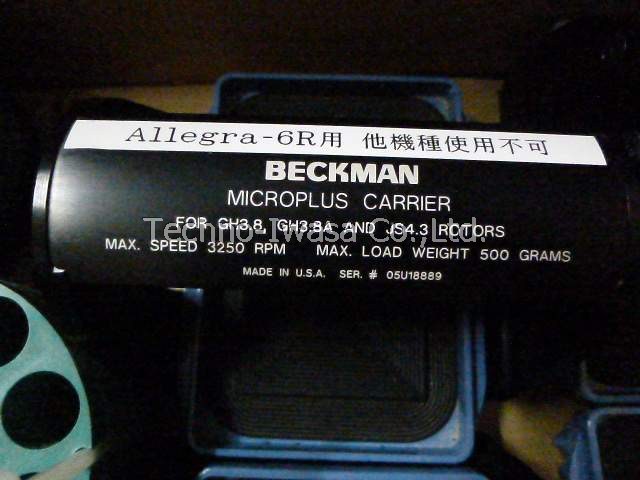 Allegra-6R用 他機種使用不可
BECKMAN
MICROPLUS CARRIER
FOR GH3.8, GH3.8A AND JS4.3 ROTORS
Techno-Iwasa Co.,Ltd.
MAX. SPEED 3250 RPM MAX. LOAD WEIGHT 500 GRAMS
MADE IN U.S.A. SER. # 05U18889